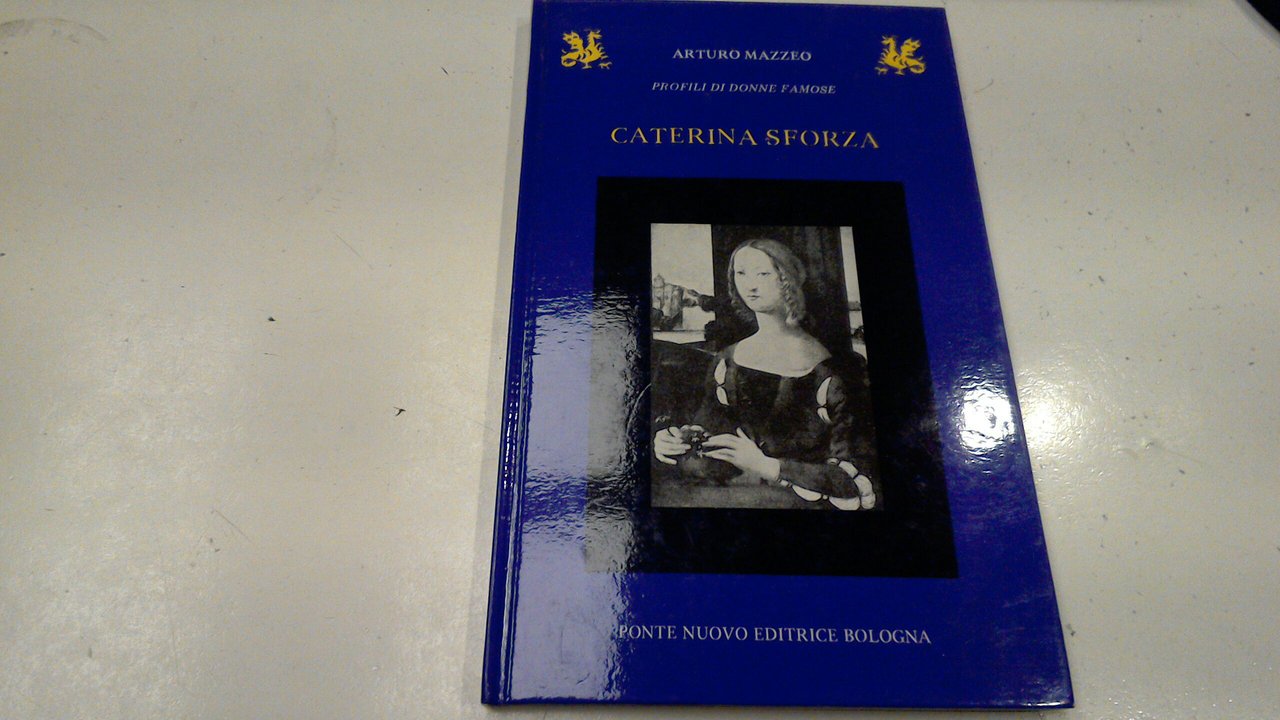 ARTURO MAZZEO
PROFILI DI DONNE FAMOSE
CATERINA SFORZA
PONTE NUOVO EDITRICE BOLOGNA